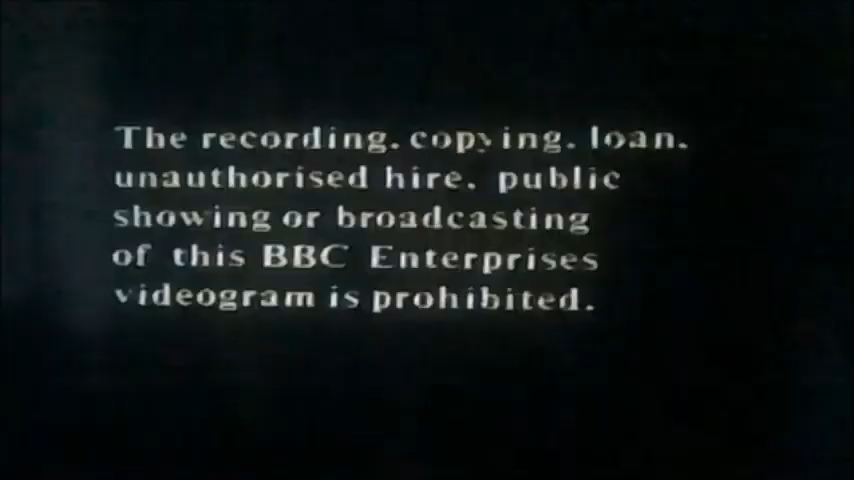 The recording, copying, loan,
unauthorised hire, public
showing or broadcasting
of this BBC Enterprises
videogram is prohibited.